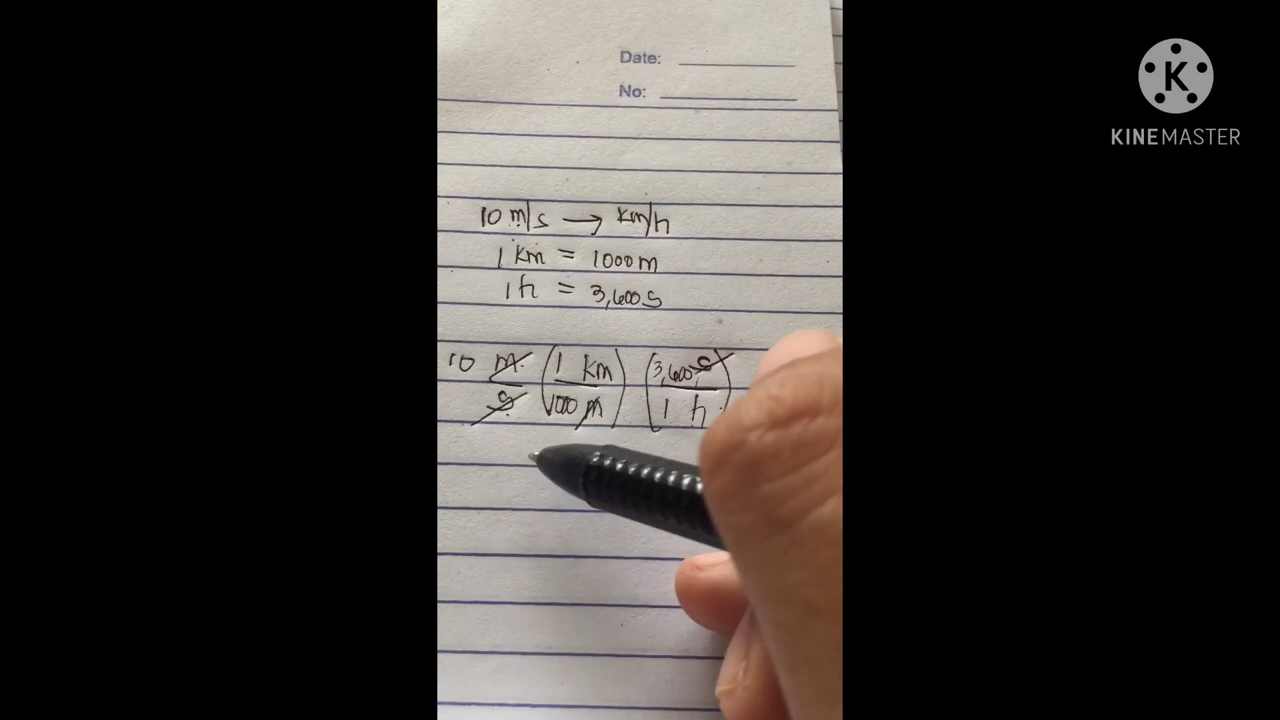 Date:
No:
KINEMASTER
10 m/s → km/h
1 km = 1000 m
1 h = 3,600 s
10 m/s (1 km/1000 m) (3,600 s/1 h)